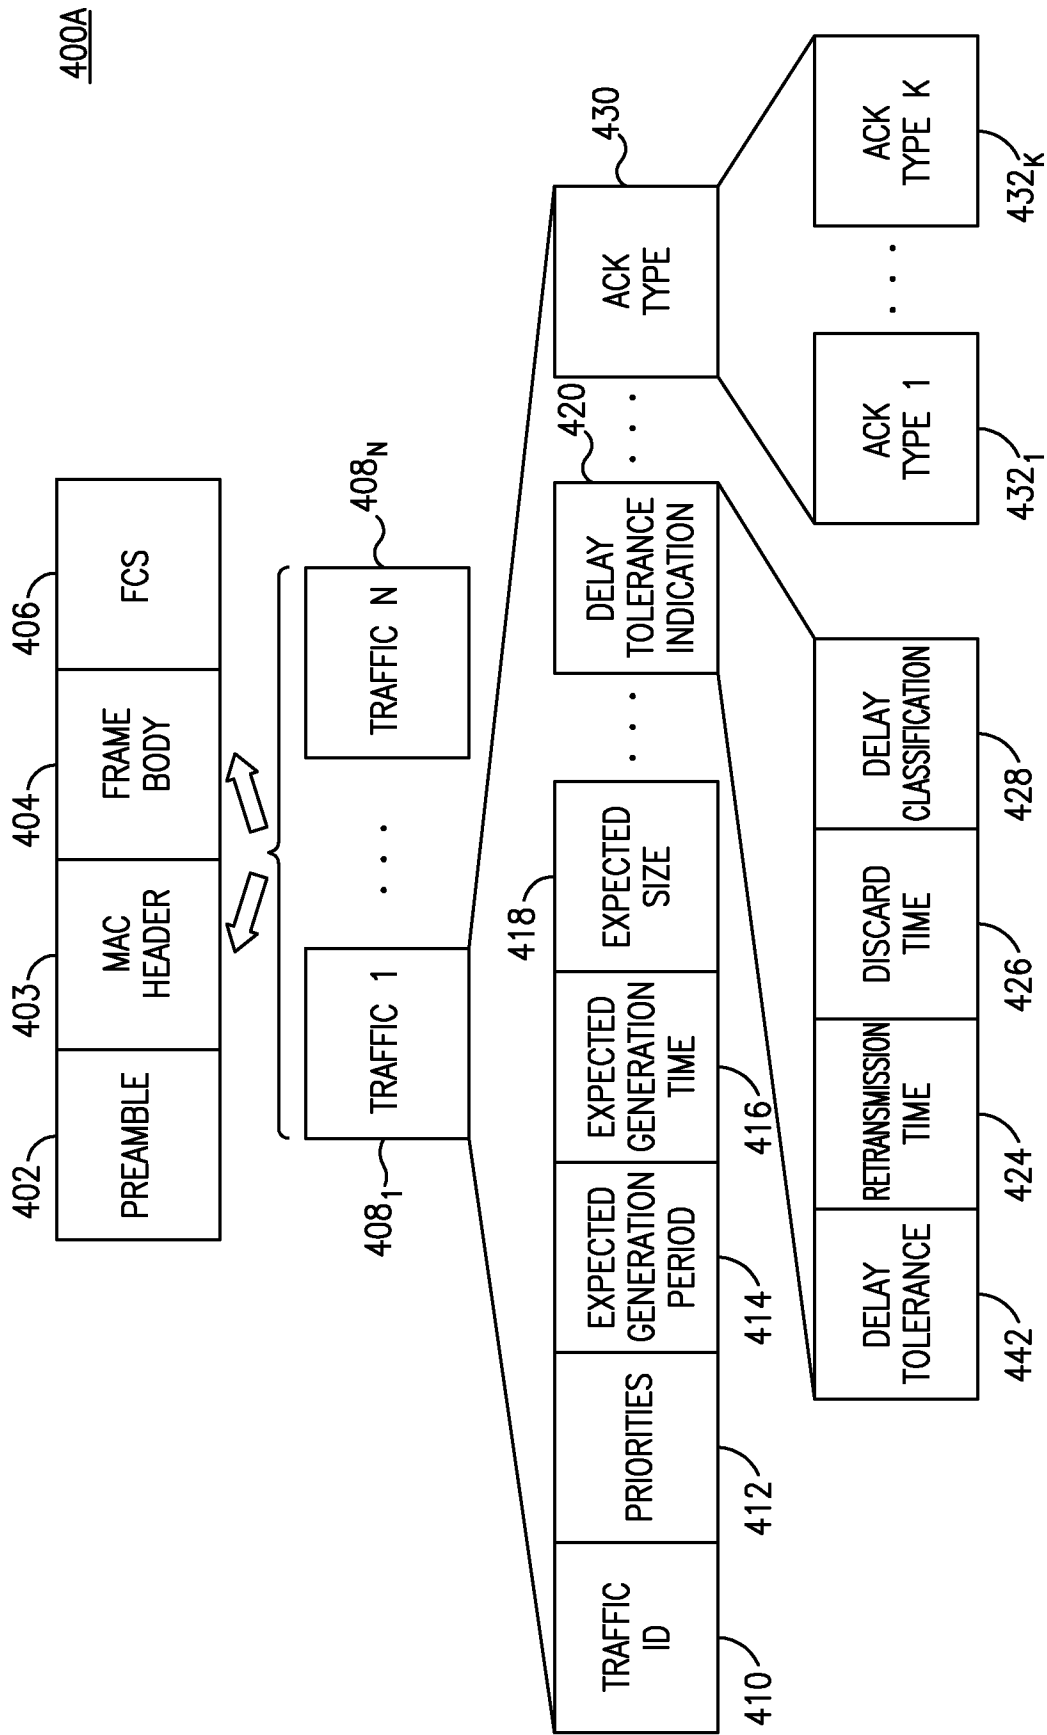 400A
402
403
404
406
PREAMBLE
MAC
HEADER
FRAME
BODY
FCS
408₁
TRAFFIC 1
. . .
TRAFFIC N
408_N
418
420
430
TRAFFIC
ID
PRIORITIES
EXPECTED
GENERATION
PERIOD
EXPECTED
GENERATION
TIME
EXPECTED
SIZE
. . .
DELAY
TOLERANCE
INDICATION
. . .
ACK
TYPE
410
412
414
416
DELAY
TOLERANCE
RETRANSMISSION
TIME
DISCARD
TIME
DELAY
CLASSIFICATION
ACK
TYPE 1
. . .
ACK
TYPE K
442
424
426
428
432₁
432_K